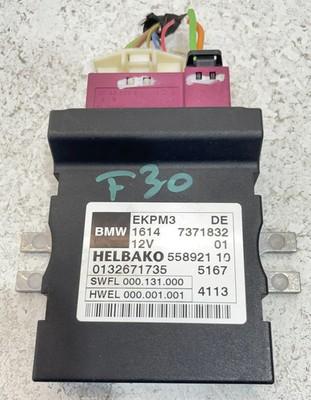 F30
EKPM3 DE
BMW 1614 7371832
12V 01
HELBAKO 558921 10
0132671735 5167
SWFL 000.131.000
HWEL 000.001.001 4113